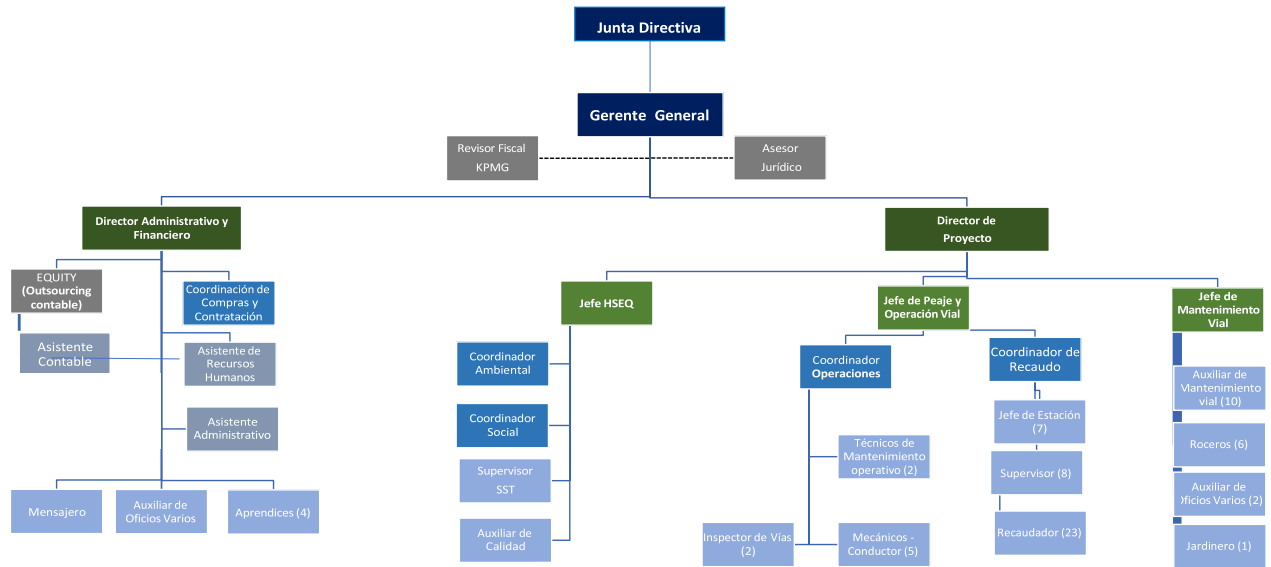 Junta Directiva
Gerente General
Revisor Fiscal
KPMG
Asesor
Jurídico
Director Administrativo y
Financiero
Director de
Proyecto
EQUITY
(Outsourcing
contable)
Coordinación de
Compras y
Contratación
Jefe HSEQ
Jefe de Peaje y
Operación Vial
Jefe de
Mantenimiento
Vial
Asistente
Contable
Asistente de
Recursos
Humanos
Coordinador
Ambiental
Coordinador
Operaciones
Coordinador de
Recaudo
Auxiliar de
Mantenimiento
vial (10)
Asistente
Administrativo
Coordinador
Social
Jefe de Estación
(7)
Técnicos de
Mantenimiento
operativo (2)
Roceros (6)
Supervisor
SST
Supervisor (8)
Auxiliar de
Oficios Varios (2)
Mensajero
Auxiliar de
Oficios Varios
Aprendices (4)
Auxiliar de
Calidad
Inspector de Vías
(2)
Mecánicos -
Conductor (5)
Recaudador (23)
Jardinero (1)